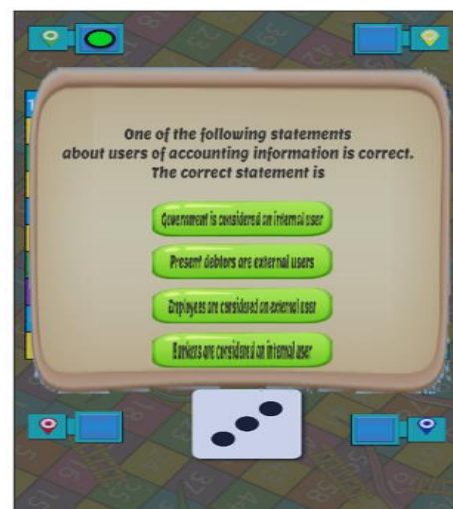 One of the following statements
about users of accounting information is correct.
The correct statement is
Government is considered an internal user
Present debtors are external users
Employees are considered an external user
Bankers are considered an internal user